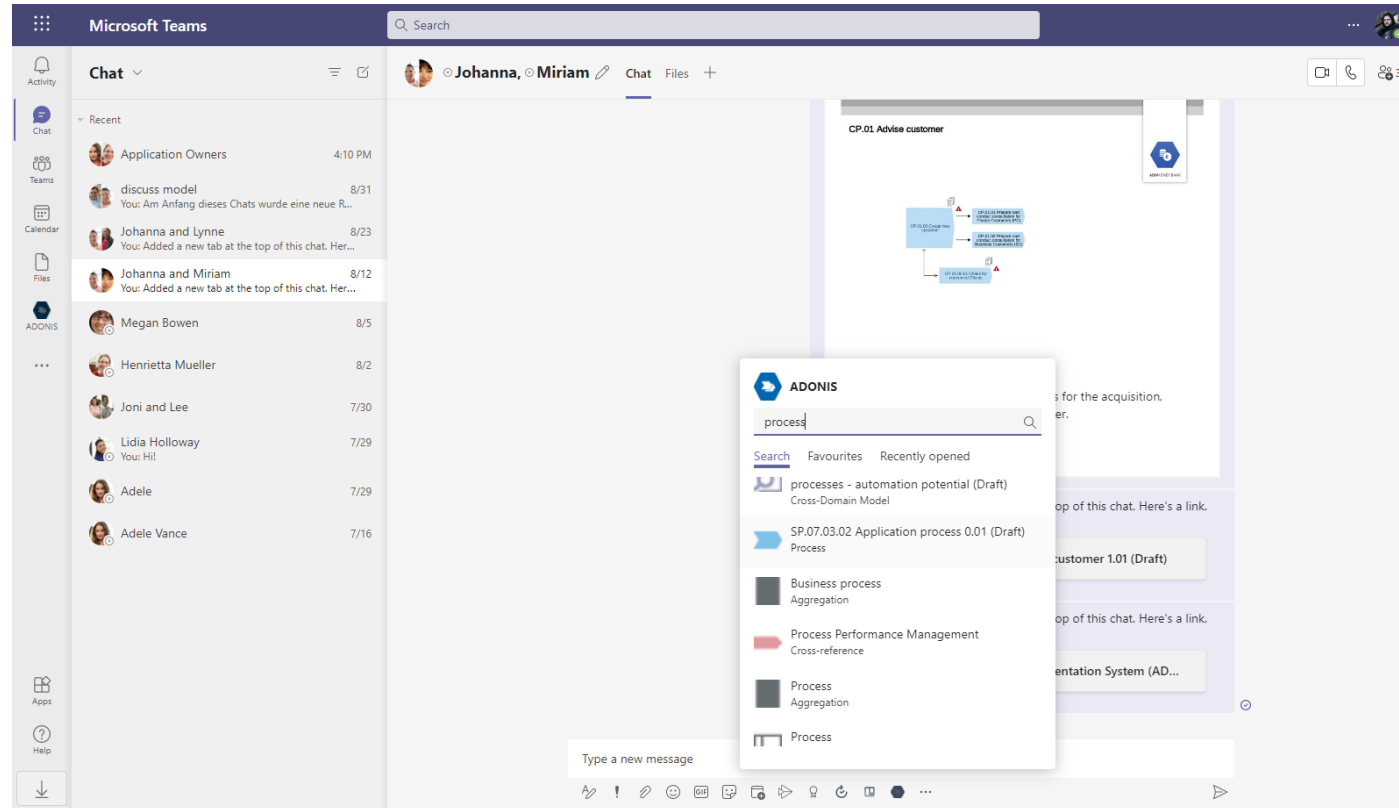 Microsoft Teams
Search
Activity
Chat
Teams
Calendar
Files
ADONIS
Apps
Help
Chat
Recent
Application Owners 4:10 PM
discuss model 8/31
You: Am Anfang dieses Chats wurde eine neue R...
Johanna and Lynne 8/23
You: Added a new tab at the top of this chat. Her...
Johanna and Miriam 8/12
You: Added a new tab at the top of this chat. Her...
Megan Bowen 8/5
Henrietta Mueller 8/2
Joni and Lee 7/30
Lidia Holloway 7/29
You: Hi!
Adele 7/29
Adele Vance 7/16
Johanna, Miriam Chat Files
CP.01 Advise customer
s for the acquisition,
er.
op of this chat. Here's a link.
customer 1.01 (Draft)
op of this chat. Here's a link.
entation System (AD...
ADONIS
process
Search Favourites Recently opened
processes - automation potential (Draft)
Cross-Domain Model
SP.07.03.02 Application process 0.01 (Draft)
Process
Business process
Aggregation
Process Performance Management
Cross-reference
Process
Aggregation
Process
Type a new message
GIF